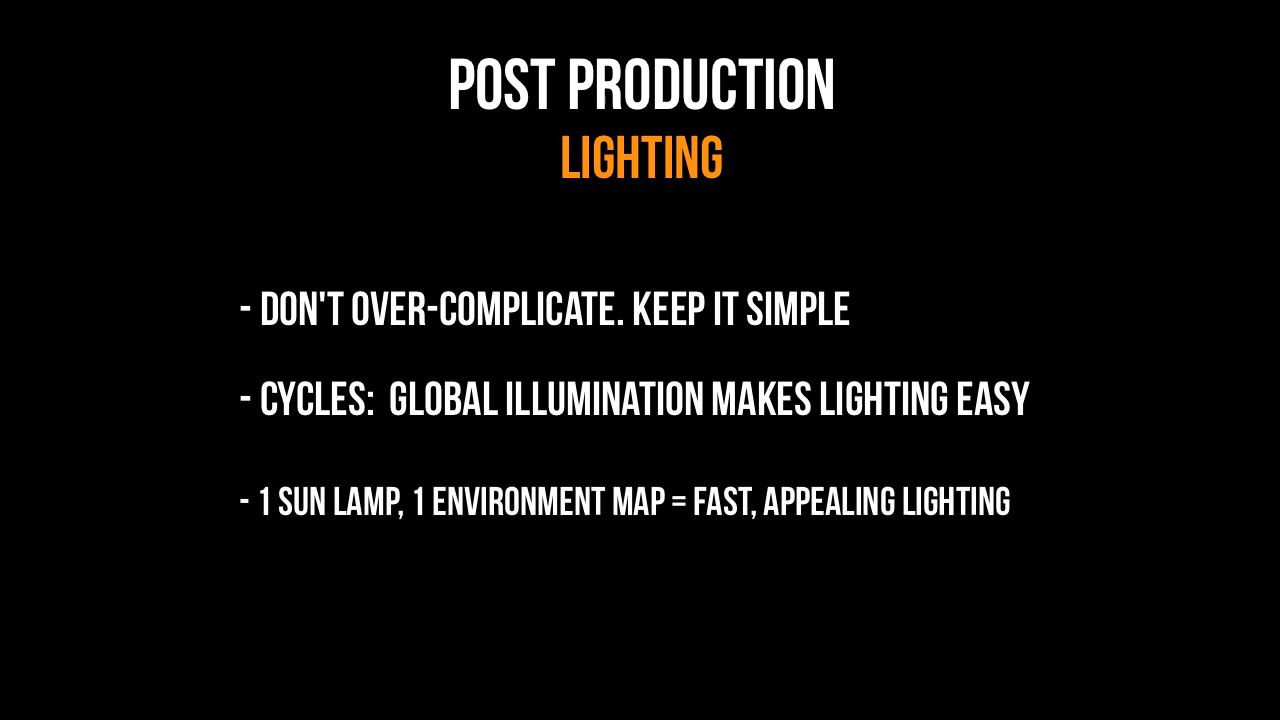 POST PRODUCTION
LIGHTING
- DON'T OVER-COMPLICATE. KEEP IT SIMPLE
- CYCLES:  GLOBAL ILLUMINATION MAKES LIGHTING EASY
- 1 SUN LAMP, 1 ENVIRONMENT MAP = FAST, APPEALING LIGHTING